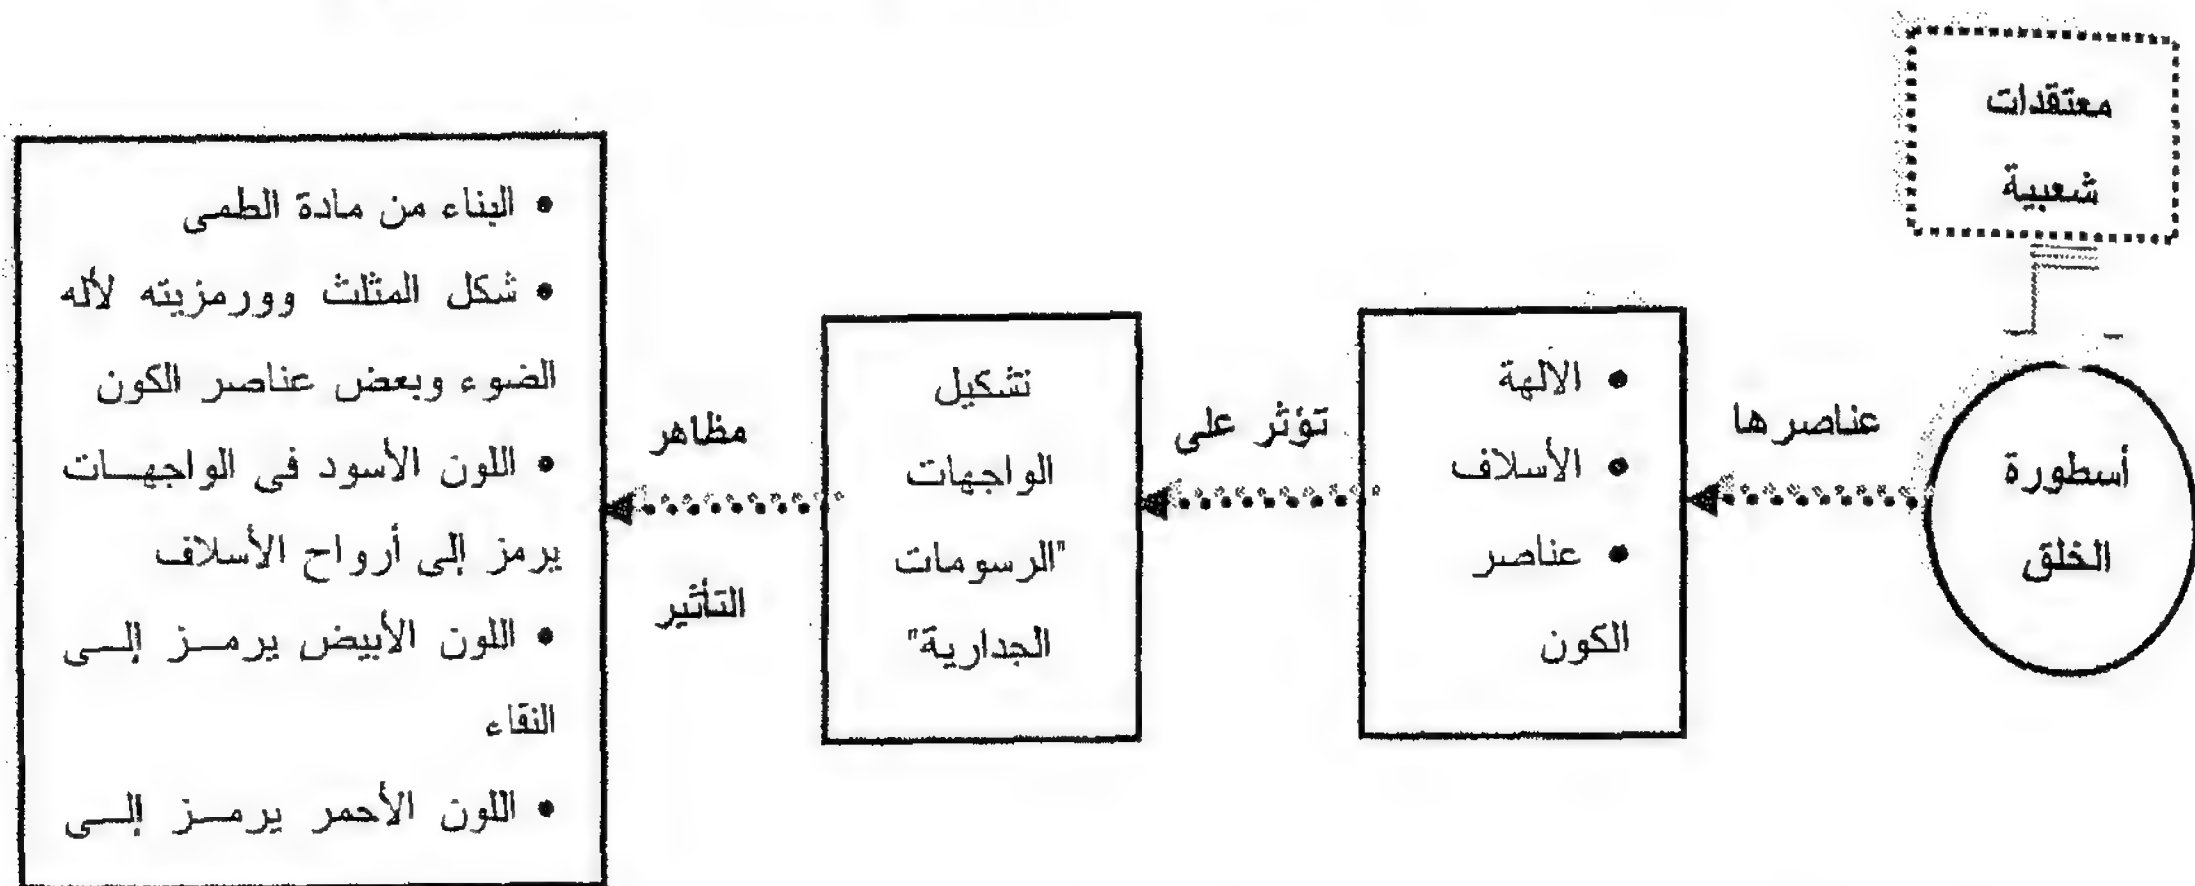 معتقدات
شعبية
أسطورة
الخلق
عناصرها
• الالهة
• الأسلاف
• عناصر
الكون
تؤثر على
تشكيل
الواجهات
"الرسومات
الجدارية"
مظاهر
التأثير
• البناء من مادة الطمى
• شكل المثلث وورمزيته لأله
الضوء وبعض عناصر الكون
• اللون الأسود فى الواجهات
يرمز إلى أرواح الأسلاف
• اللون الأبيض يرمز إلى
النقاء
• اللون الأحمر يرمز إلى